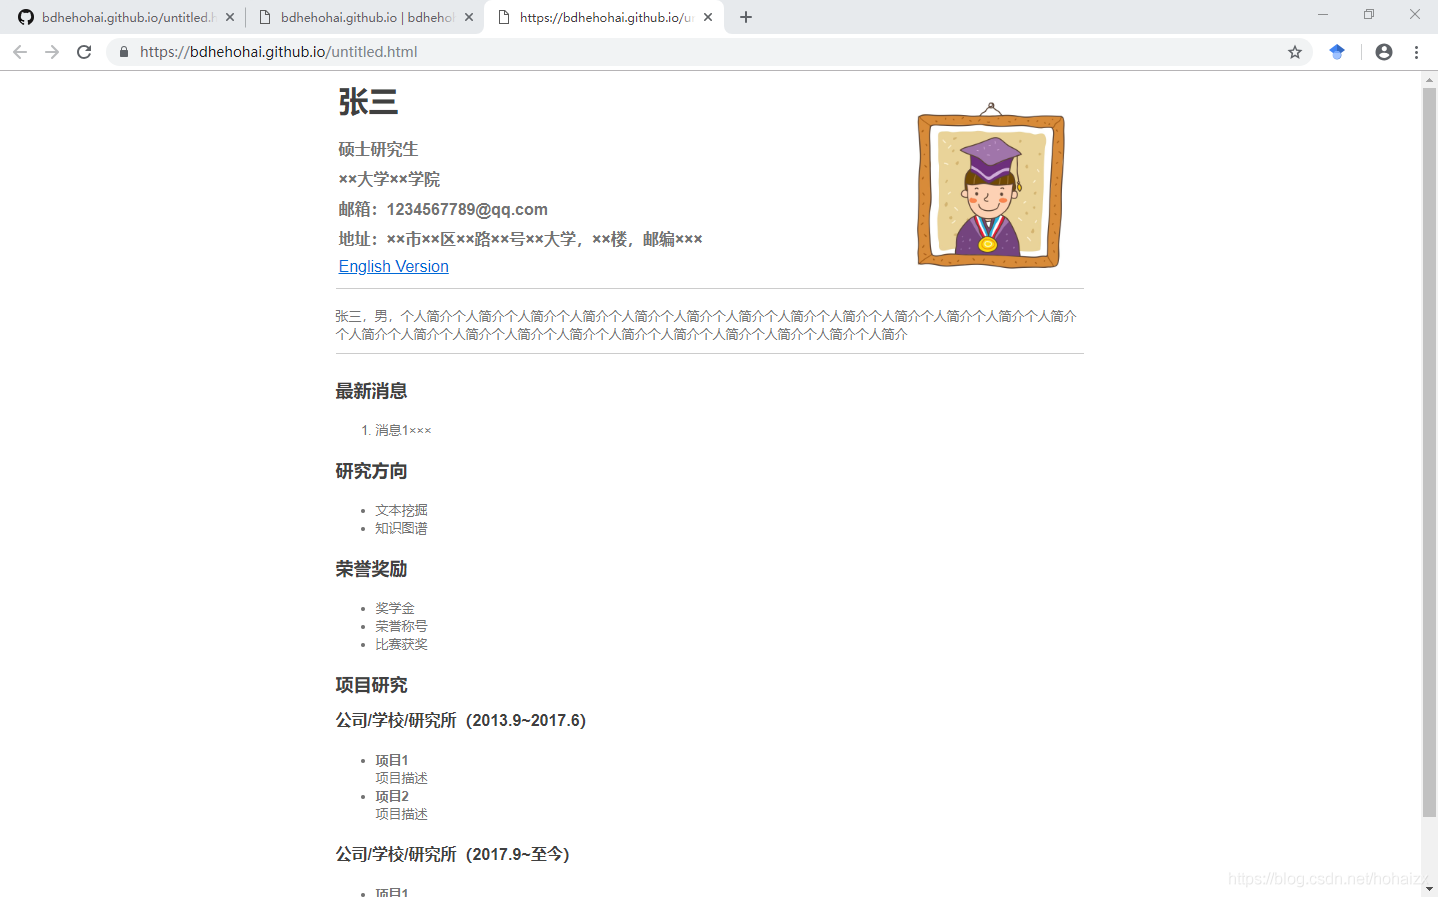 bdhehohai.github.io/untitled.h
bdhehohai.github.io | bdhehoh
https://bdhehohai.github.io/u
https://bdhehohai.github.io/untitled.html
张三
硕士研究生
××大学××学院
邮箱：1234567789@qq.com
地址：××市××区××路××号××大学，××楼，邮编×××
English Version
张三，男，个人简介个人简介个人简介个人简介个人简介个人简介个人简介个人简介个人简介个人简介个人简介个人简介个人简介
个人简介个人简介个人简介个人简介个人简介个人简介个人简介个人简介个人简介个人简介个人简介
最新消息
1. 消息1×××
研究方向
• 文本挖掘
• 知识图谱
荣誉奖励
• 奖学金
• 荣誉称号
• 比赛获奖
项目研究
公司/学校/研究所（2013.9~2017.6）
• 项目1
项目描述
• 项目2
项目描述
公司/学校/研究所（2017.9~至今）
• 项目1
https://blog.csdn.net/hohaizx